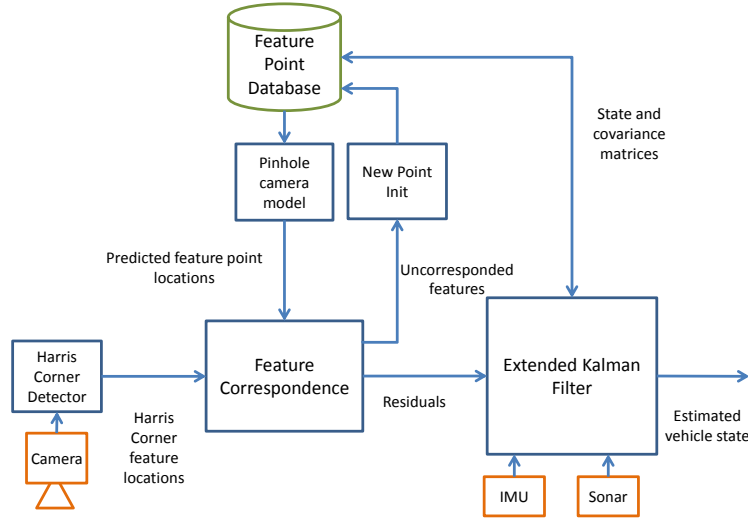 Feature
Point
Database
State and
covariance
matrices
Pinhole
camera
model
New Point
Init
Predicted feature point
locations
Uncorresponded
features
Harris
Corner
Detector
Feature
Correspondence
Extended Kalman
Filter
Harris
Corner
feature
locations
Residuals
Estimated
vehicle state
Camera
IMU
Sonar